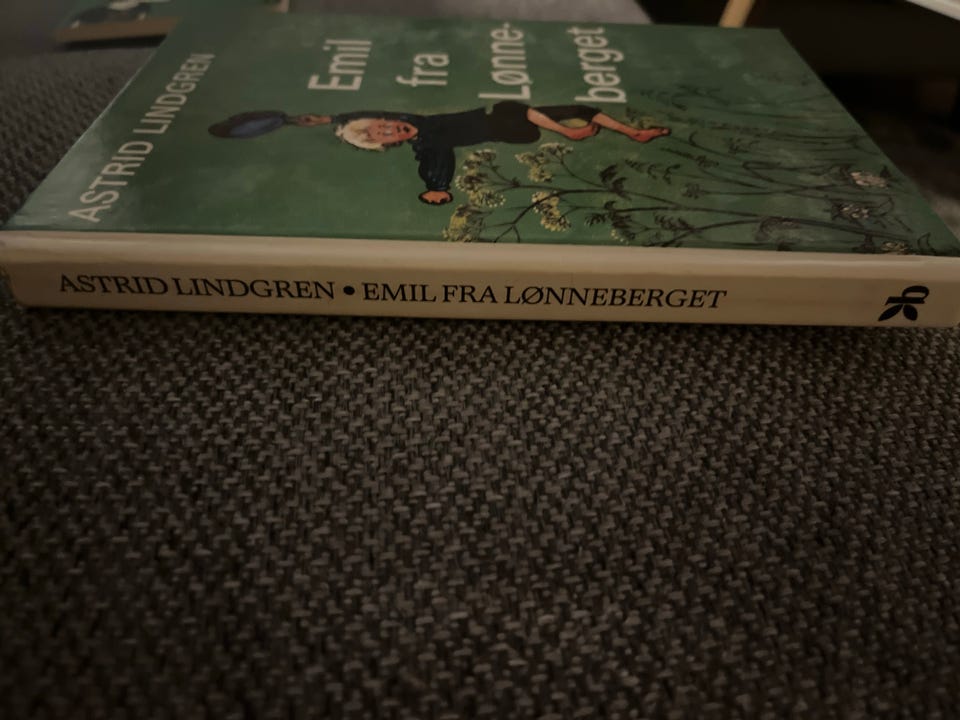 ASTRID LINDGREN
Emil
fra
Lønne-
berget
ASTRID LINDGREN • EMIL FRA LØNNEBERGET